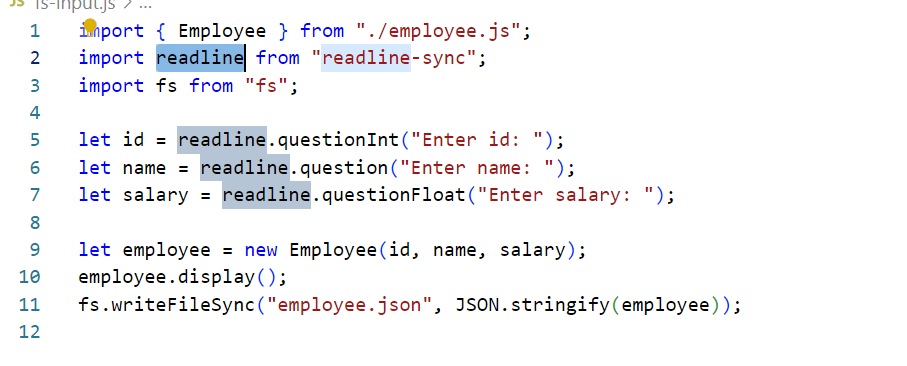 JS fs-input.js > ...
1 import { Employee } from "./employee.js";
2 import readline from "readline-sync";
3 import fs from "fs";
4
5 let id = readline.questionInt("Enter id: ");
6 let name = readline.question("Enter name: ");
7 let salary = readline.questionFloat("Enter salary: ");
8
9 let employee = new Employee(id, name, salary);
10 employee.display();
11 fs.writeFileSync("employee.json", JSON.stringify(employee));
12